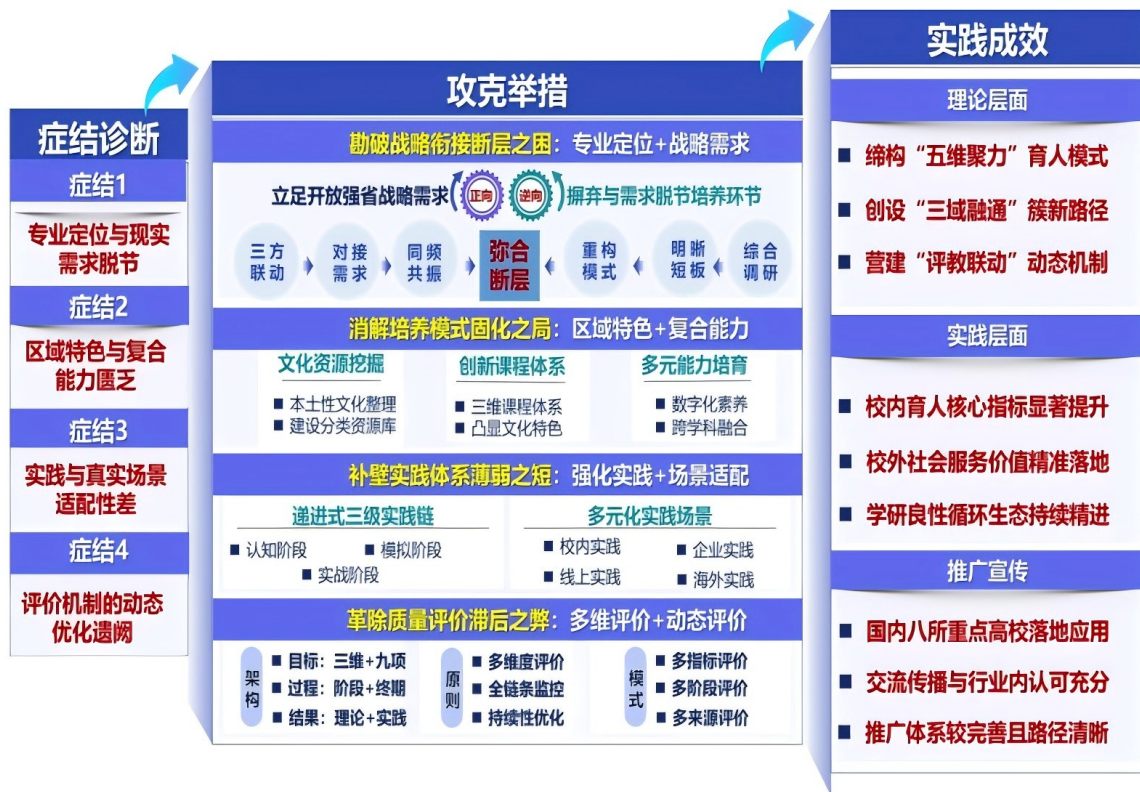 症结诊断
症结1
专业定位与现实
需求脱节
症结2
区域特色与复合
能力匮乏
症结3
实践与真实场景
适配性差
症结4
评价机制的动态
优化遗阙
攻克举措
勘破战略衔接断层之困：专业定位+战略需求
立足开放强省战略需求 正向 逆向 摒弃与需求脱节培养环节
三方
联动
对接
需求
同频
共振
弥合
断层
重构
模式
明晰
短板
综合
调研
消解培养模式固化之局：区域特色+复合能力
文化资源挖掘
本土性文化整理
建设分类资源库
创新课程体系
三维课程体系
凸显文化特色
多元能力培育
数字化素养
跨学科融合
补壁实践体系薄弱之短：强化实践+场景适配
递进式三级实践链
认知阶段 模拟阶段
实战阶段
多元化实践场景
校内实践 企业实践
线上实践 海外实践
革除质量评价滞后之弊：多维评价+动态评价
架构
目标：三维+九项
过程：阶段+终期
结果：理论+实践
原则
多维度评价
全链条监控
持续性优化
模式
多指标评价
多阶段评价
多来源评价
实践成效
理论层面
缔构“五维聚力”育人模式
创设“三域融通”簇新路径
营建“评教联动”动态机制
实践层面
校内育人核心指标显著提升
校外社会服务价值精准落地
学研良性循环生态持续精进
推广宣传
国内八所重点高校落地应用
交流传播与行业内认可充分
推广体系较完善且路径清晰